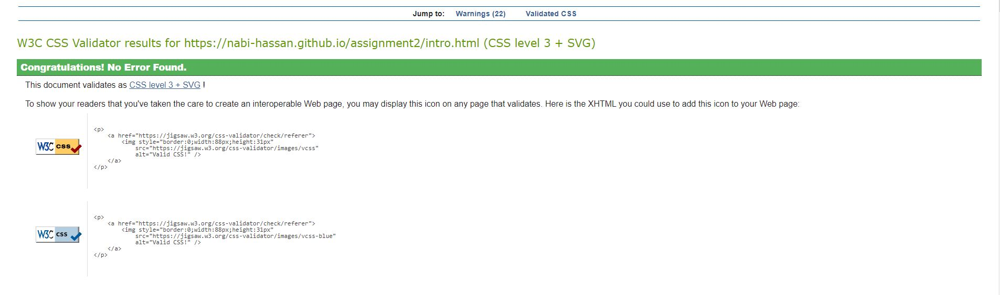 Jump to: Warnings (22) Validated CSS
W3C CSS Validator results for https://nabi-hassan.github.io/assignment2/intro.html (CSS level 3 + SVG)
Congratulations! No Error Found.
This document validates as CSS level 3 + SVG !
To show your readers that you've taken the care to create an interoperable Web page, you may display this icon on any page that validates. Here is the XHTML you could use to add this icon to your Web page:
W3C css
<p>
    <a href="https://jigsaw.w3.org/css-validator/check/referer">
        <img style="border:0;width:88px;height:31px"
            src="https://jigsaw.w3.org/css-validator/images/vcss"
            alt="Valid CSS!" />
    </a>
</p>
W3C css
<p>
    <a href="https://jigsaw.w3.org/css-validator/check/referer">
        <img style="border:0;width:88px;height:31px"
            src="https://jigsaw.w3.org/css-validator/images/vcss-blue"
            alt="Valid CSS!" />
    </a>
</p>